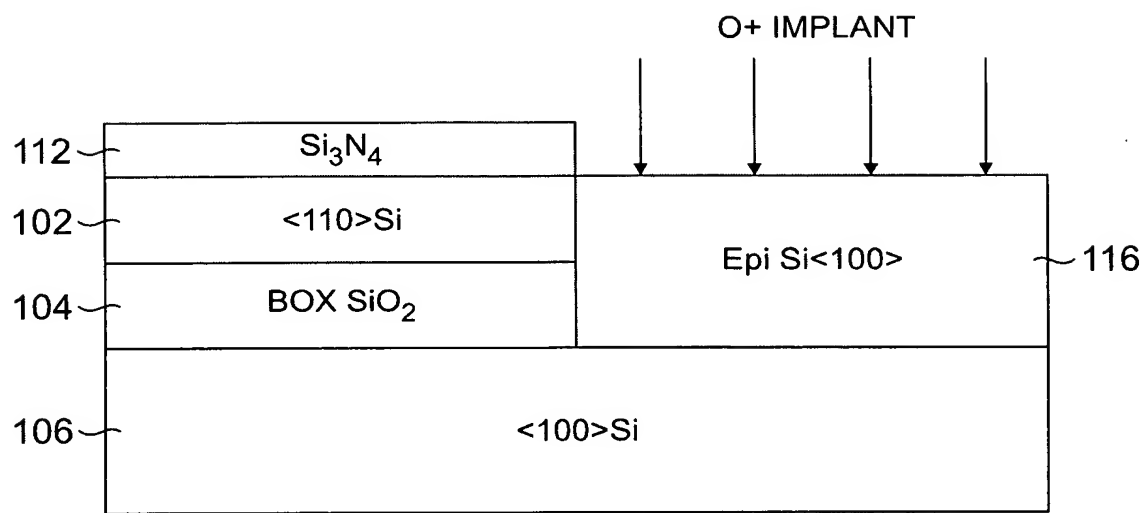 O+ IMPLANT
112
Si₃N₄
102
<110>Si
Epi Si<100>
116
104
BOX SiO₂
106
<100>Si